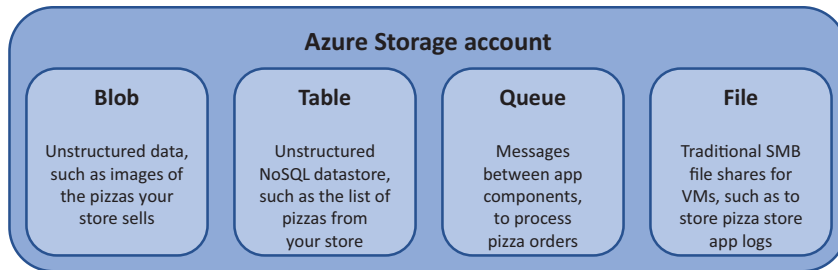 Azure Storage account
Blob
Unstructured data,
such as images of
the pizzas your
store sells
Table
Unstructured
NoSQL datastore,
such as the list of
pizzas from
your store
Queue
Messages
between app
components,
to process
pizza orders
File
Traditional SMB
file shares for
VMs, such as to
store pizza store
app logs